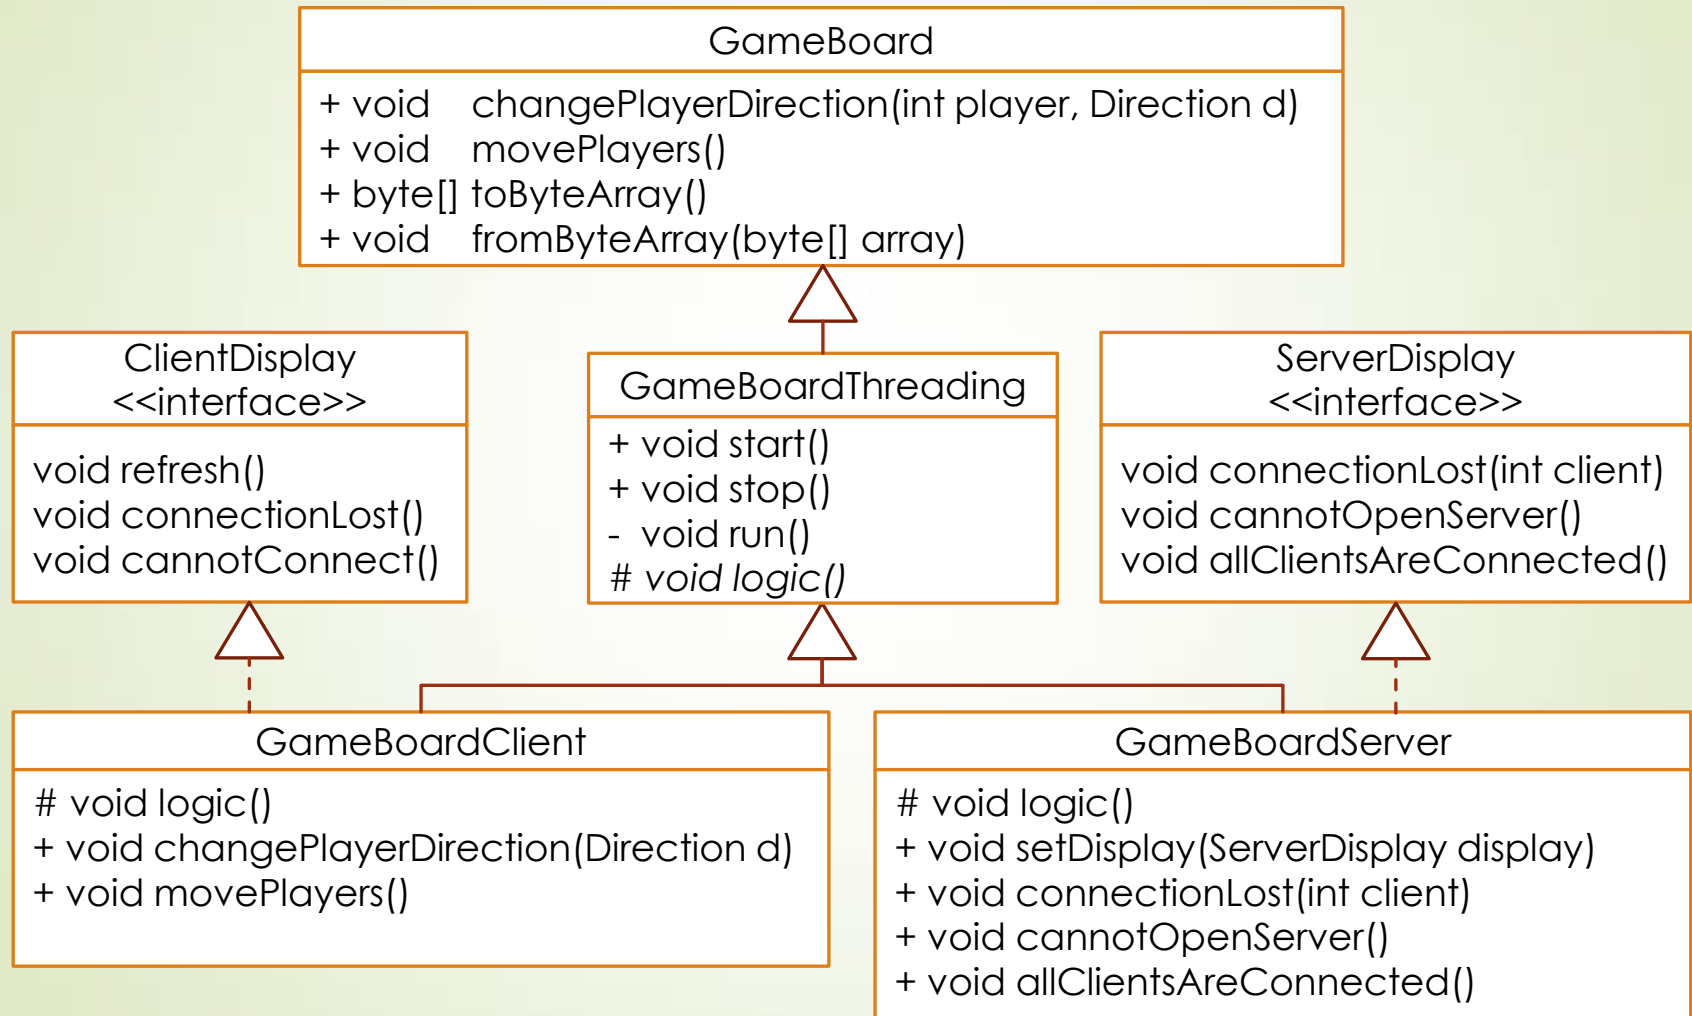 GameBoard
+ void changePlayerDirection(int player, Direction d)
+ void movePlayers()
+ byte[] toByteArray()
+ void fromByteArray(byte[] array)
ClientDisplay
<<interface>>
void refresh()
void connectionLost()
void cannotConnect()
GameBoardThreading
+ void start()
+ void stop()
- void run()
# void logic()
ServerDisplay
<<interface>>
void connectionLost(int client)
void cannotOpenServer()
void allClientsAreConnected()
GameBoardClient
# void logic()
+ void changePlayerDirection(Direction d)
+ void movePlayers()
GameBoardServer
# void logic()
+ void setDisplay(ServerDisplay display)
+ void connectionLost(int client)
+ void cannotOpenServer()
+ void allClientsAreConnected()